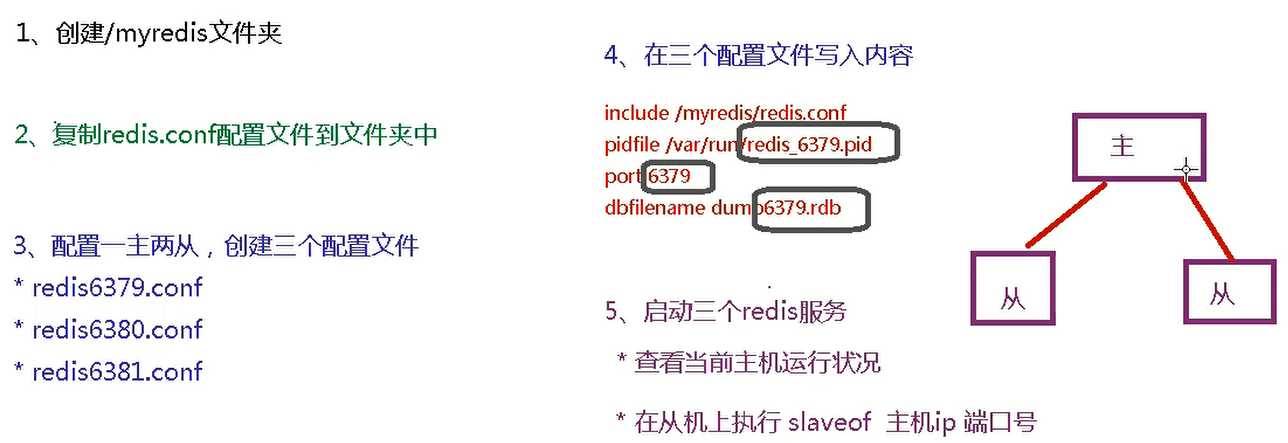 1、创建/myredis文件夹
2、复制redis.conf配置文件到文件夹中
3、配置一主两从，创建三个配置文件
* redis6379.conf
* redis6380.conf
* redis6381.conf
4、在三个配置文件写入内容
include /myredis/redis.conf
pidfile /var/run/redis_6379.pid
port 6379
dbfilename dump6379.rdb
5、启动三个redis服务
* 查看当前主机运行状况
* 在从机上执行 slaveof 主机ip 端口号
主
从
从